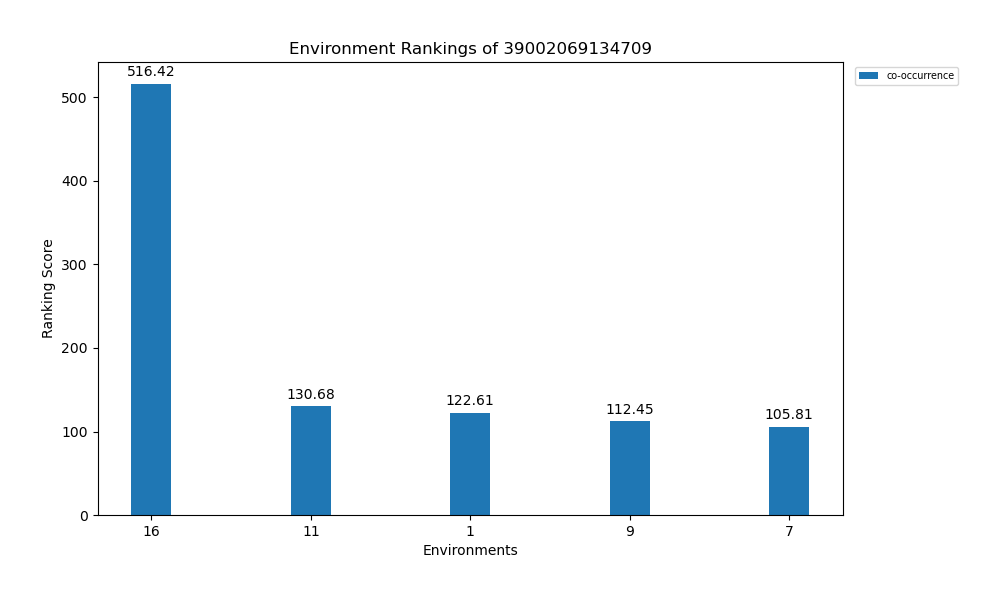 Environment Rankings of 39002069134709
co-occurrence
516.42
130.68
122.61
112.45
105.81
500
400
300
200
100
0
Ranking Score
16 11 1 9 7
Environments